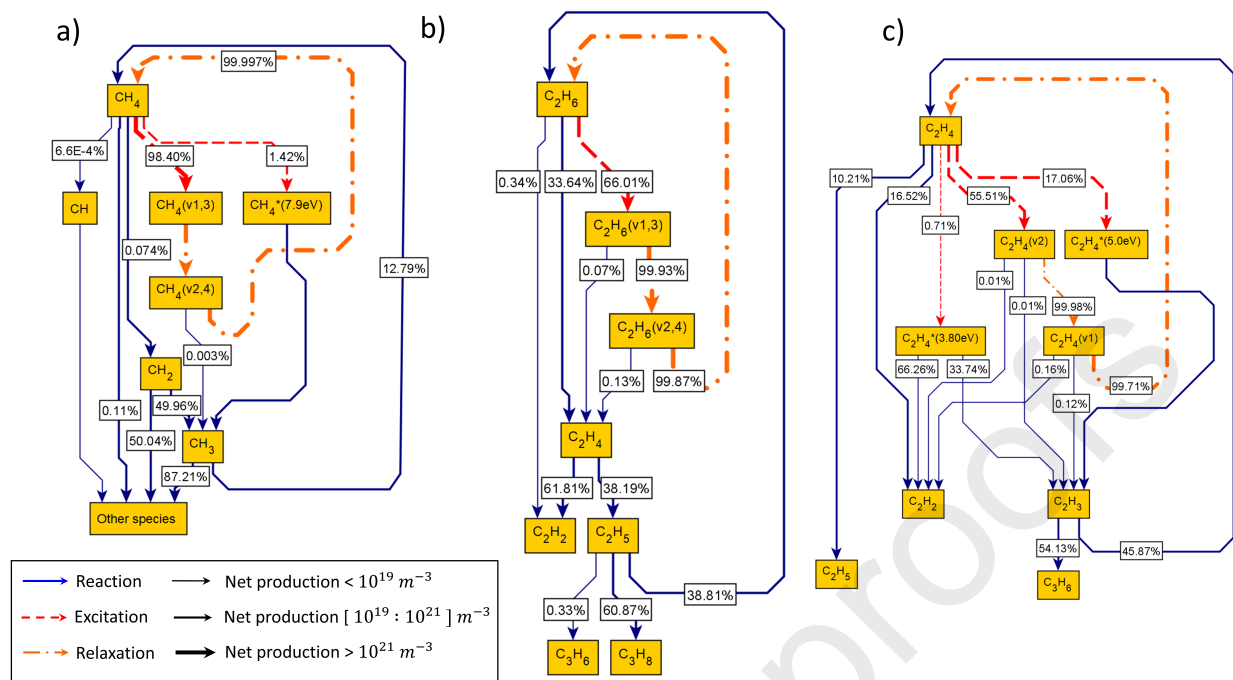 a)
99.997%
CH4
6.6E-4%
98.40%
1.42%
CH
CH4(v1,3)
CH4*(7.9eV)
0.074%
12.79%
CH4(v2,4)
0.003%
CH2
0.11%
49.96%
50.04%
CH3
87.21%
Other species
b)
C2H6
0.34%
33.64%
66.01%
C2H6(v1,3)
0.07%
99.93%
C2H6(v2,4)
0.13%
99.87%
C2H4
61.81%
38.19%
C2H2
C2H5
38.81%
0.33%
60.87%
C3H6
C3H8
c)
C2H4
10.21%
16.52%
55.51%
17.06%
0.71%
C2H4(v2)
C2H4*(5.0eV)
0.01%
0.01%
99.98%
C2H4*(3.80eV)
C2H4(v1)
66.26%
33.74%
0.16%
99.71%
0.12%
C2H2
C2H3
54.13%
45.87%
C2H5
C3H6
Reaction
Net production < 10^19 m^-3
Excitation
Net production [ 10^19 : 10^21 ] m^-3
Relaxation
Net production > 10^21 m^-3
proofs